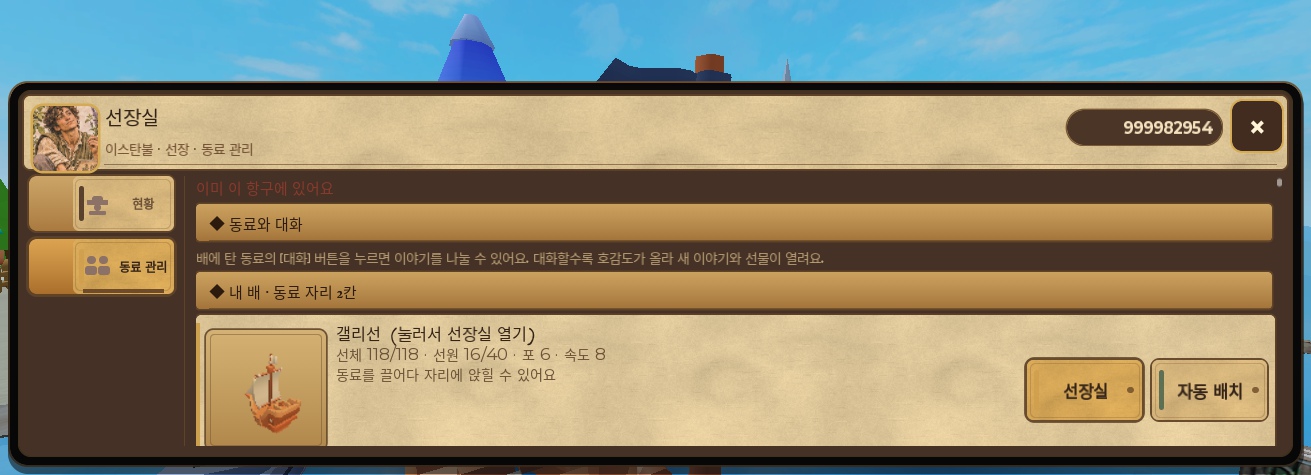 선장실
이스탄불 · 선장 · 동료 관리
999982954
현황
동료 관리
이미 이 항구에 있어요
◆ 동료와 대화
배에 탄 동료의 [대화] 버튼을 누르면 이야기를 나눌 수 있어요. 대화할수록 호감도가 올라 새 이야기와 선물이 열려요.
◆ 내 배 · 동료 자리 2칸
갤리선 (눌러서 선장실 열기)
선체 118/118 · 선원 16/40 · 포 6 · 속도 8
동료를 끌어다 자리에 앉힐 수 있어요
선장실
자동 배치